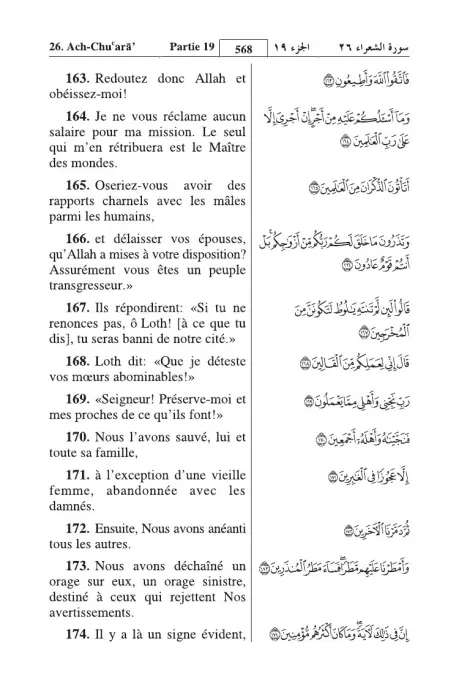 26. Ach-Chuʿarâ’ Partie 19 568 الجزء ١٩ سورة الشعراء ٢٦
163. Redoutez donc Allah et
obéissez-moi!
فَاتَّقُوا اللَّهَ وَأَطِيعُونِ ﴿١٦٣﴾
164. Je ne vous réclame aucun
salaire pour ma mission. Le seul
qui m’en rétribuera est le Maître
des mondes.
وَمَا أَسْـَٔلُكُمْ عَلَيْهِ مِنْ أَجْرٍ إِنْ أَجْرِىَ إِلَّا
عَلَىٰ رَبِّ الْعَالَمِينَ ﴿١٦٤﴾
165. Oseriez-vous avoir des
rapports charnels avec les mâles
parmi les humains,
أَتَأْتُونَ الذُّكْرَانَ مِنَ الْعَالَمِينَ ﴿١٦٥﴾
166. et délaisser vos épouses,
qu’Allah a mises à votre disposition?
Assurément vous êtes un peuple
transgresseur.»
وَتَذَرُونَ مَا خَلَقَ لَكُمْ رَبُّكُم مِّنْ أَزْوَاجِكُم بَلْ
أَنتُمْ قَوْمٌ عَادُونَ ﴿١٦٦﴾
167. Ils répondirent: «Si tu ne
renonces pas, ô Loth! [à ce que tu
dis], tu seras banni de notre cité.»
قَالُوا لَئِن لَّمْ تَنتَهِ يَٰلُوطُ لَتَكُونَنَّ مِنَ
الْمُخْرَجِينَ ﴿١٦٧﴾
168. Loth dit: «Que je déteste
vos mœurs abominables!»
قَالَ إِنِّى لِعَمَلِكُم مِّنَ الْقَالِينَ ﴿١٦٨﴾
169. «Seigneur! Préserve-moi et
mes proches de ce qu’ils font!»
رَبِّ نَجِّنِى وَأَهْلِى مِمَّا يَعْمَلُونَ ﴿١٦٩﴾
170. Nous l’avons sauvé, lui et
toute sa famille,
فَنَجَّيْنَٰهُ وَأَهْلَهُ أَجْمَعِينَ ﴿١٧٠﴾
171. à l’exception d’une vieille
femme, abandonnée avec les
damnés.
إِلَّا عَجُوزًا فِى الْغَابِرِينَ ﴿١٧١﴾
172. Ensuite, Nous avons anéanti
tous les autres.
ثُمَّ دَمَّرْنَا الْآخَرِينَ ﴿١٧٢﴾
173. Nous avons déchaîné un
orage sur eux, un orage sinistre,
destiné à ceux qui rejettent Nos
avertissements.
وَأَمْطَرْنَا عَلَيْهِم مَّطَرًا فَسَاءَ مَطَرُ الْمُنذَرِينَ ﴿١٧٣﴾
174. Il y a là un signe évident,
إِنَّ فِى ذَٰلِكَ لَآيَةً وَمَا كَانَ أَكْثَرُهُم مُّؤْمِنِينَ ﴿١٧٤﴾